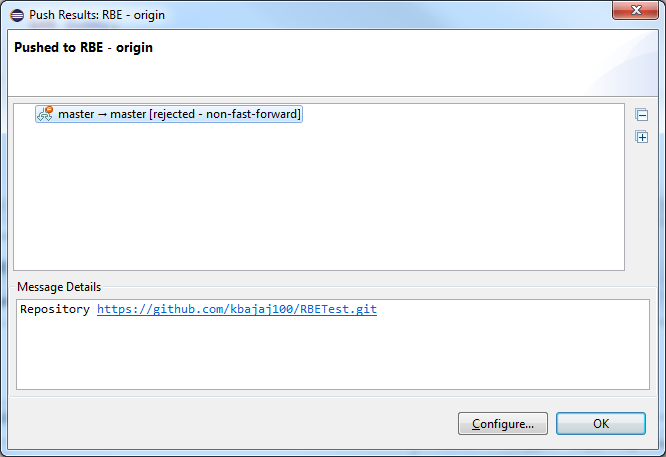 Push Results: RBE - origin
Pushed to RBE - origin
master → master [rejected - non-fast-forward]
Message Details
Repository https://github.com/kbajaj100/RBETest.git
Configure...
OK